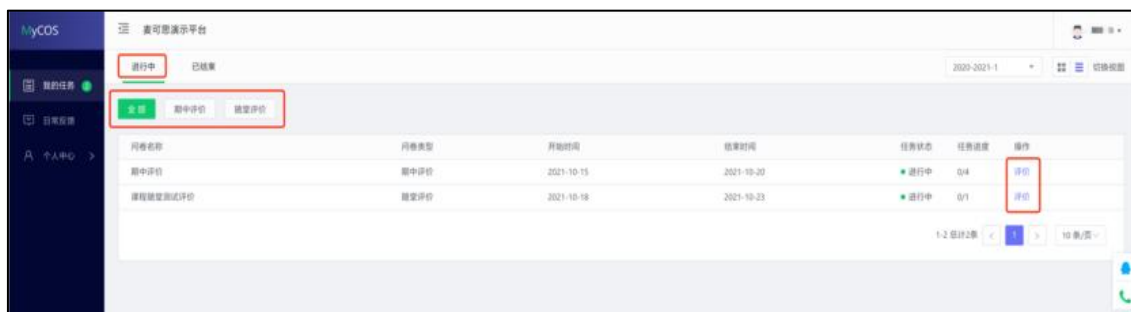 MyCOS
麦可思演示平台
进行中 已结束
2020-2021-1
切换视图
我的任务
全部 期中评价 随堂评价
日常反馈
个人中心
问卷名称 问卷类型 开始时间 结束时间 任务状态 任务进度 操作
期中评价 期中评价 2021-10-15 2021-10-20 进行中 0/4 评价
课程随堂测试评价 随堂评价 2021-10-18 2021-10-23 进行中 0/1 评价
1-2 总计2条 < 1 > 10 条/页